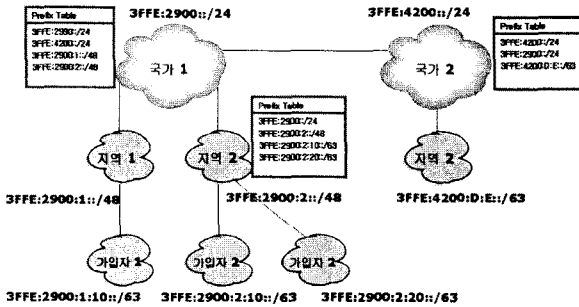 3FFE:2900::/24
3FFE:4200::/24
Prefix Table
3FFE:2900::/24
3FFE:4200::/24
3FFE:2900:1::/48
3FFE:2900:2::/48
국가 1
국가 2
Prefix Table
3FFE:4200::/24
3FFE:2900::/24
3FFE:4200:D:E::/63
Prefix Table
3FFE:2900::/24
3FFE:2900:2::/48
3FFE:2900:2:10::/63
3FFE:2900:2:20::/63
지역 1
지역 2
지역 2
3FFE:2900:1::/48
3FFE:2900:2::/48
3FFE:4200:D:E::/63
가입자 1
가입자 2
가입자 2
3FFE:2900:1:10::/63
3FFE:2900:2:10::/63
3FFE:2900:2:20::/63